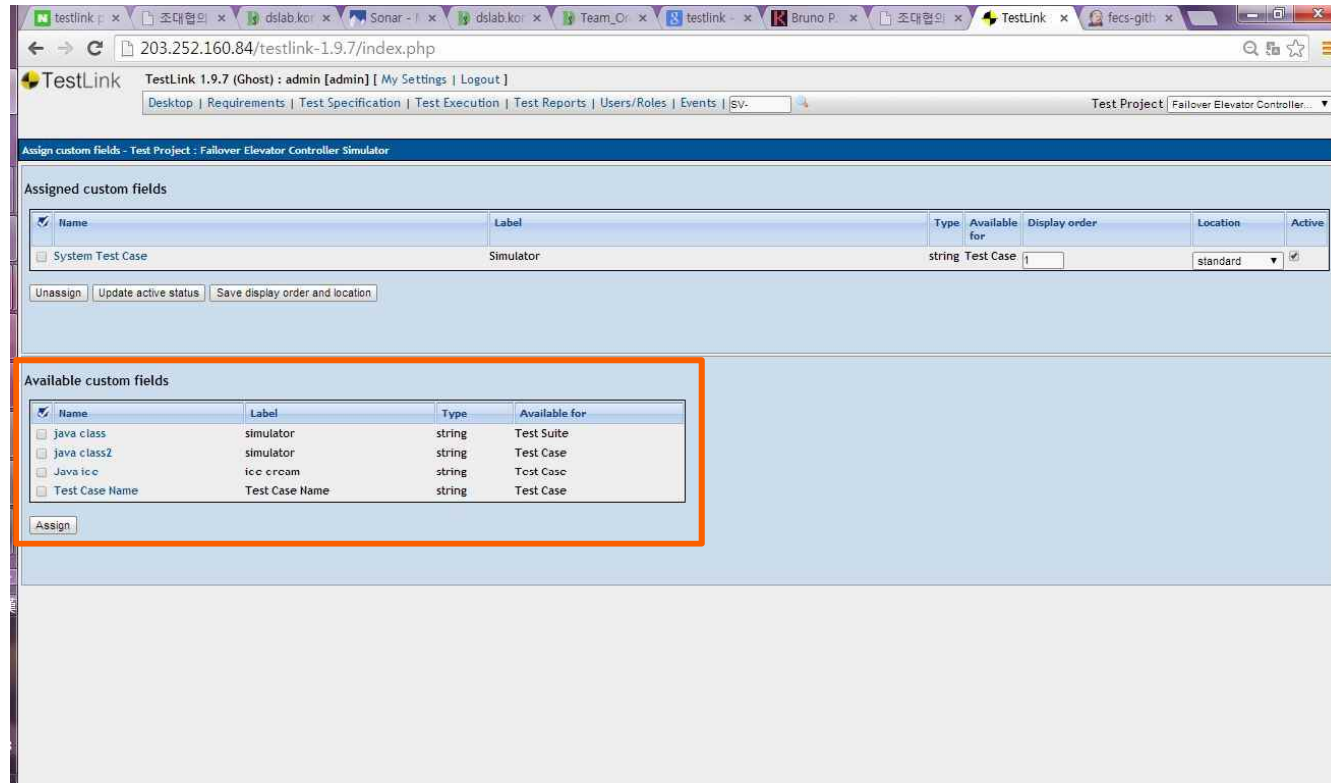 testlink p 조대협의 dslab.kor Sonar - dslab.kor Team_Or testlink - Bruno P. 조대협의 TestLink fecs-gith
203.252.160.84/testlink-1.9.7/index.php
TestLink TestLink 1.9.7 (Ghost) : admin [admin] [ My Settings | Logout ]
Desktop | Requirements | Test Specification | Test Execution | Test Reports | Users/Roles | Events | SV- Test Project Failover Elevator Controller...
Assign custom fields - Test Project : Failover Elevator Controller Simulator
Assigned custom fields
Name Label Type Available for Display order Location Active
System Test Case Simulator string Test Case 1 standard
Unassign Update active status Save display order and location
Available custom fields
Name Label Type Available for
java class simulator string Test Suite
java class2 simulator string Test Case
Java ice ice cream string Test Case
Test Case Name Test Case Name string Test Case
Assign